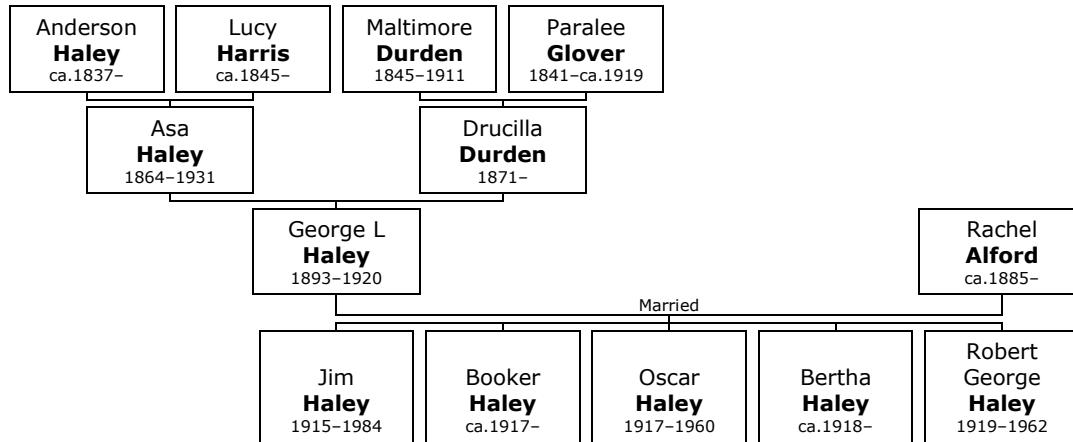 Anderson
Haley
ca.1837–
Lucy
Harris
ca.1845–
Maltimore
Durden
1845–1911
Paralee
Glover
1841–ca.1919
Asa
Haley
1864–1931
Drucilla
Durden
1871–
George L
Haley
1893–1920
Rachel
Alford
ca.1885–
Married
Jim
Haley
1915–1984
Booker
Haley
ca.1917–
Oscar
Haley
1917–1960
Bertha
Haley
ca.1918–
Robert
George
Haley
1919–1962